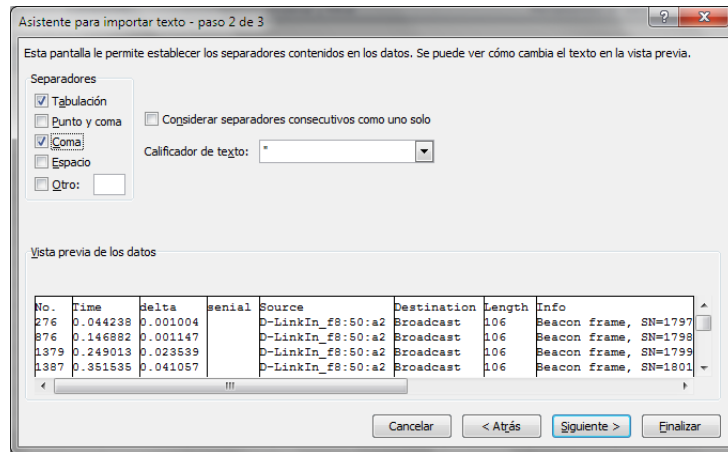 Asistente para importar texto - paso 2 de 3
Esta pantalla le permite establecer los separadores contenidos en los datos. Se puede ver cómo cambia el texto en la vista previa.
Separadores
Tabulación
Punto y coma
Coma
Espacio
Otro:
Considerar separadores consecutivos como uno solo
Calificador de texto: "
Vista previa de los datos
No. Time delta senial Source Destination Length Info
276 0.044238 0.001004 D-LinkIn_f8:50:a2 Broadcast 106 Beacon frame, SN=1797
876 0.146882 0.001147 D-LinkIn_f8:50:a2 Broadcast 106 Beacon frame, SN=1798
1379 0.249013 0.023539 D-LinkIn_f8:50:a2 Broadcast 106 Beacon frame, SN=1799
1387 0.351535 0.041057 D-LinkIn_f8:50:a2 Broadcast 106 Beacon frame, SN=1801
Cancelar < Atrás Siguiente > Finalizar